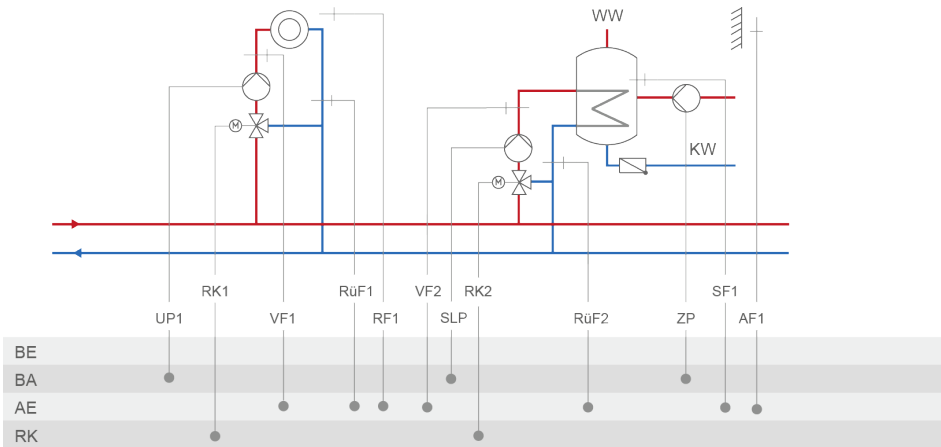 WW
M
KW
M
RK1 RüF1 VF2 RK2 SF1
UP1 VF1 RF1 SLP RüF2 ZP AF1
BE
BA
AE
RK